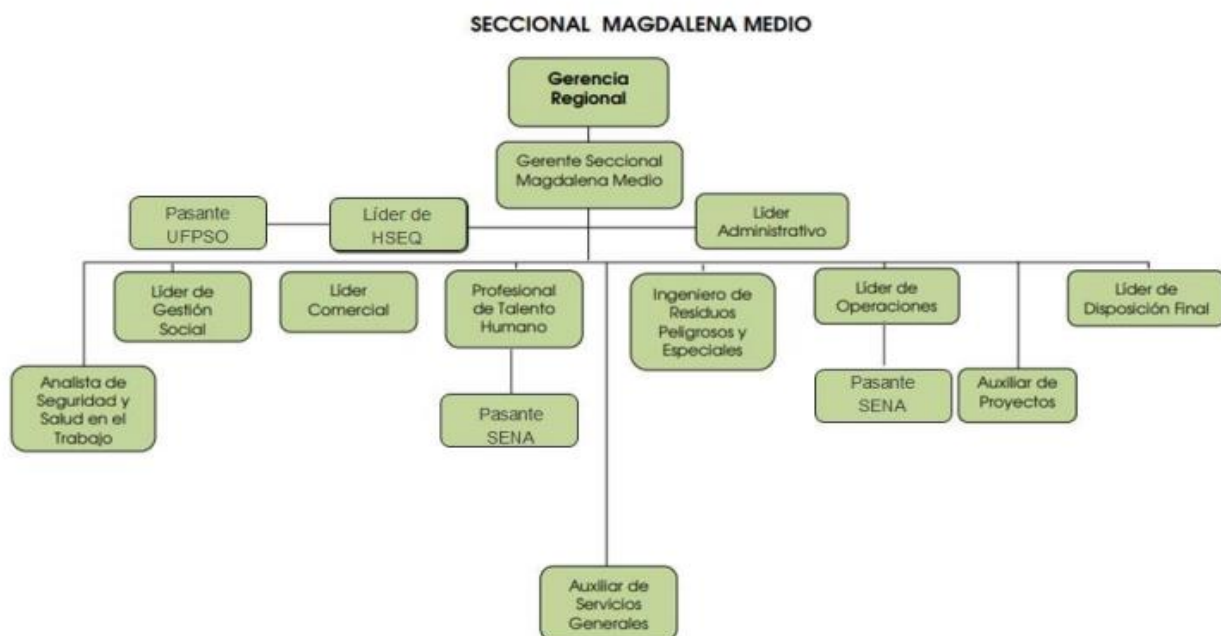 SECCIONAL MAGDALENA MEDIO
Gerencia
Regional
Gerente Seccional
Magdalena Medio
Pasante
UFPSO
Líder de
HSEQ
Líder
Administrativo
Líder de
Gestión
Social
Líder
Comercial
Profesional
de Talento
Humano
Ingeniero de
Residuos
Peligrosos y
Especiales
Líder de
Operaciones
Líder de
Disposición Final
Analista de
Seguridad y
Salud en el
Trabajo
Pasante
SENA
Pasante
SENA
Auxiliar de
Proyectos
Auxiliar de
Servicios
Generales